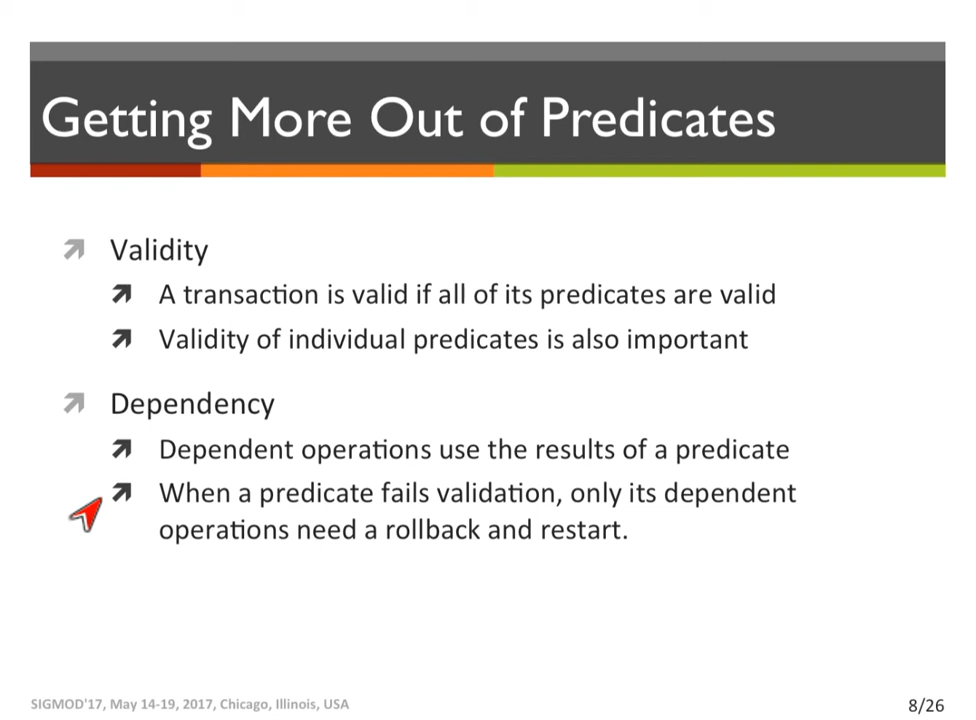 Getting More Out of Predicates
Validity
A transaction is valid if all of its predicates are valid
Validity of individual predicates is also important
Dependency
Dependent operations use the results of a predicate
When a predicate fails validation, only its dependent
operations need a rollback and restart.
SIGMOD'17, May 14-19, 2017, Chicago, Illinois, USA
8/26